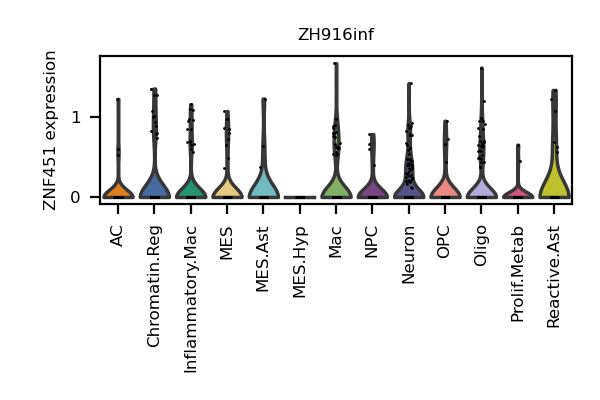 ZH916inf
ZNF451 expression
1
0
AC
Chromatin.Reg
Inflammatory.Mac
MES
MES.Ast
MES.Hyp
Mac
NPC
Neuron
OPC
Oligo
Prolif.Metab
Reactive.Ast